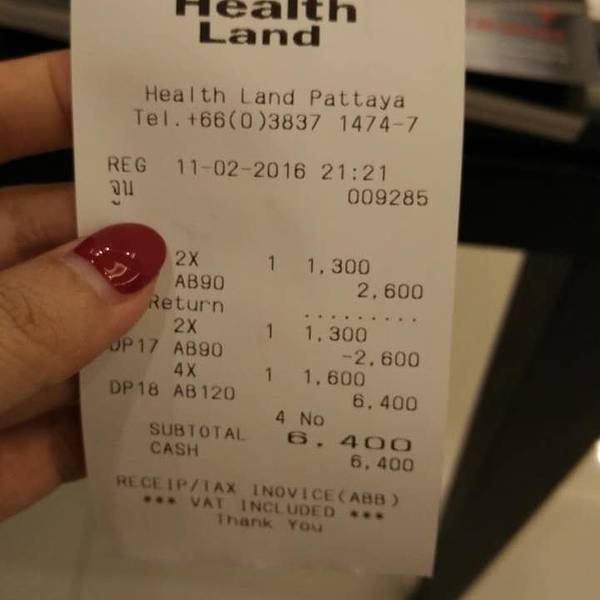 Health
Land
Health Land Pattaya
Tel.+66(0)3837 1474-7
REG 11-02-2016 21:21
จูน 009285
2X 1 1,300
AB90 2,600
Return .........
2X 1 1,300
DP17 AB90 -2,600
4X 1 1,600
DP18 AB120 6,400
4 No
SUBTOTAL 6,400
CASH 6,400
RECEIP/TAX INOVICE(ABB)
*** VAT INCLUDED ***
Thank You